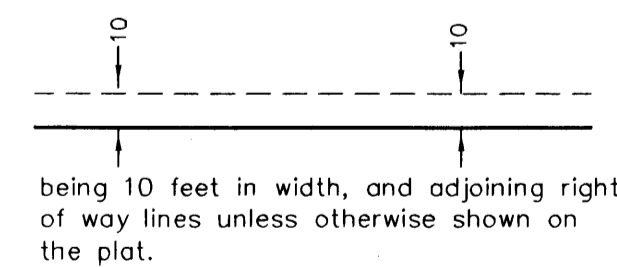 10 10
being 10 feet in width, and adjoining right
of way lines unless otherwise shown on
the plat.